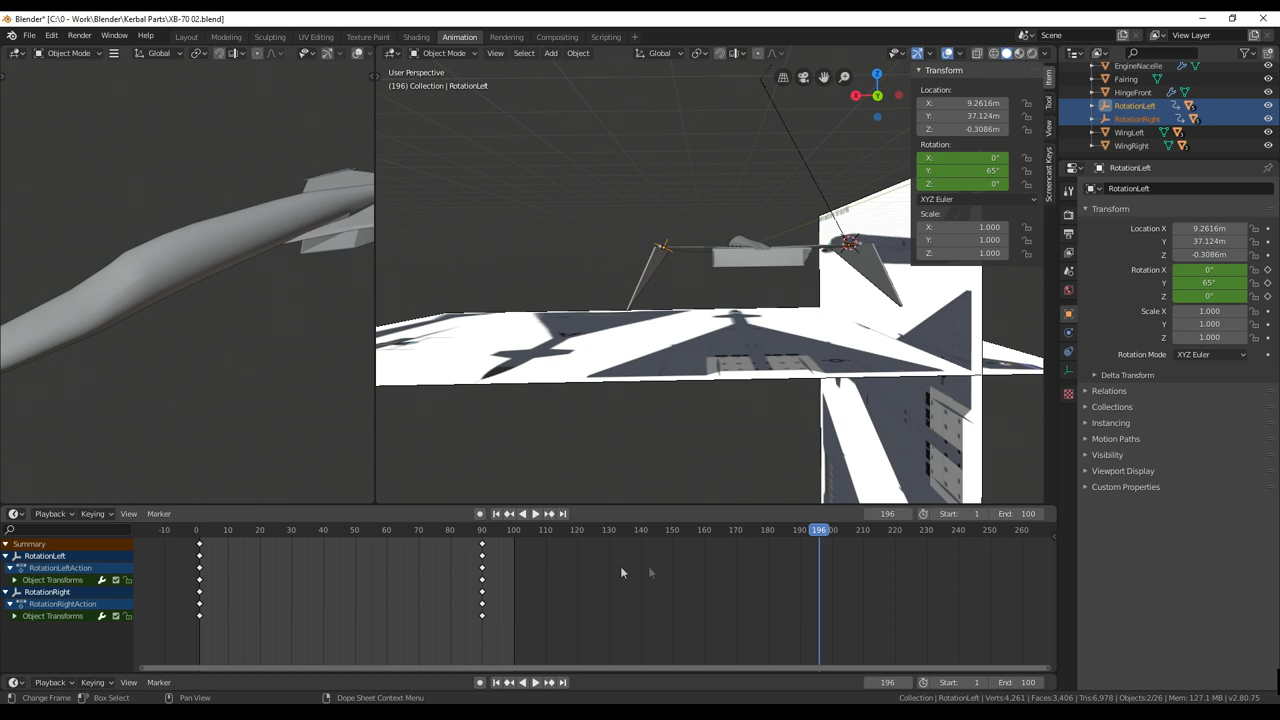 Blender* [C:\0 - Work\Blender\Kerbal Parts\XB-70 02.blend]
File Edit Render Window Help Layout Modeling Sculpting UV Editing Texture Paint Shading Animation Rendering Compositing Scripting + Scene View Layer
Object Mode Global Object Mode View Select Add Object Global
User Perspective
(196) Collection | RotationLeft
Transform
Location:
X: 9.2616m
Y: 37.124m
Z: -0.3086m
Rotation:
X: 0°
Y: 65°
Z: 0°
XYZ Euler
Scale:
X: 1.000
Y: 1.000
Z: 1.000
Item
Tool
View
Screencast Keys
X
Y
Z
EngineNacelle
Fairing
HingeFront
RotationLeft
RotationRight
WingLeft
WingRight
RotationLeft
RotationLeft
Transform
Location X 9.2616m
Y 37.124m
Z -0.3086m
Rotation X 0°
Y 65°
Z 0°
Scale X 1.000
Y 1.000
Z 1.000
Rotation Mode XYZ Euler
Delta Transform
Relations
Collections
Instancing
Motion Paths
Visibility
Viewport Display
Custom Properties
Playback Keying View Marker 196 Start: 1 End: 100
-10 0 10 20 30 40 50 60 70 80 90 100 110 120 130 140 150 160 170 180 190 196 200 210 220 230 240 250 260
Summary
RotationLeft
RotationLeftAction
Object Transforms
RotationRight
RotationRightAction
Object Transforms
Playback Keying View Marker 196 Start: 1 End: 100
Change Frame Box Select Pan View Dope Sheet Context Menu Collection | RotationLeft | Verts:4,261 | Faces:3,406 | Tris:6,978 | Objects:2/26 | Mem: 127.1 MB | v2.80.75